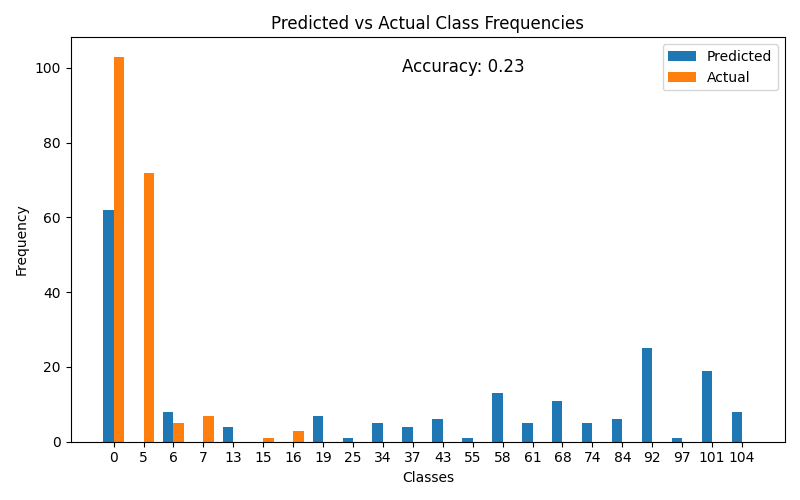 Predicted vs Actual Class Frequencies
Accuracy: 0.23
Predicted
Actual
Frequency
100
80
60
40
20
0
0 5 6 7 13 15 16 19 25 34 37 43 55 58 61 68 74 84 92 97 101 104
Classes